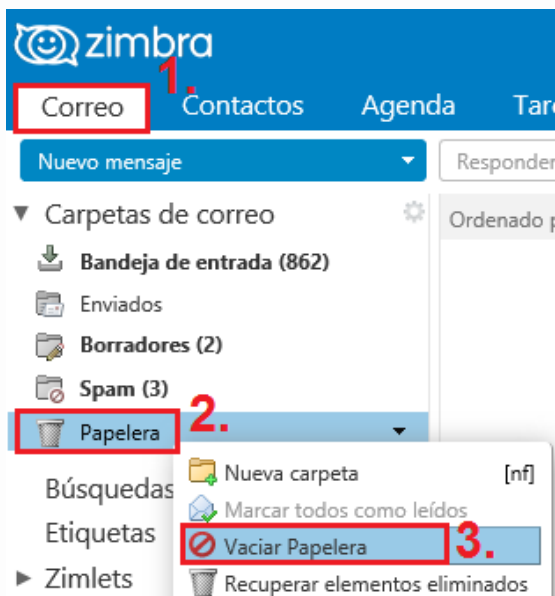 zimbra
1.
Correo Contactos Agenda
Nuevo mensaje Responder
Carpetas de correo Ordenado
Bandeja de entrada (862)
Enviados
Borradores (2)
Spam (3)
2.
Papelera
Nueva carpeta [nf]
Búsquedas
Marcar todos como leídos
Etiquetas
Vaciar Papelera 3.
Zimlets
Recuperar elementos eliminados